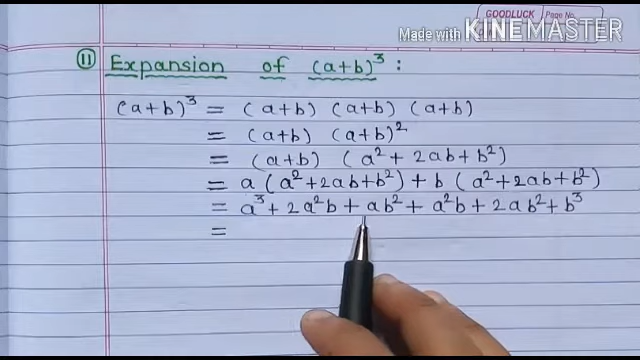 GOODLUCK Page No.
Made with KINEMASTER
11 Expansion of (a+b)³ :
(a+b)³ = (a+b) (a+b) (a+b)
= (a+b) (a+b)²
= (a+b) (a² + 2ab + b²)
= a (a² + 2ab + b²) + b (a² + 2ab + b²)
= a³ + 2a²b + ab² + a²b + 2ab² + b³
=